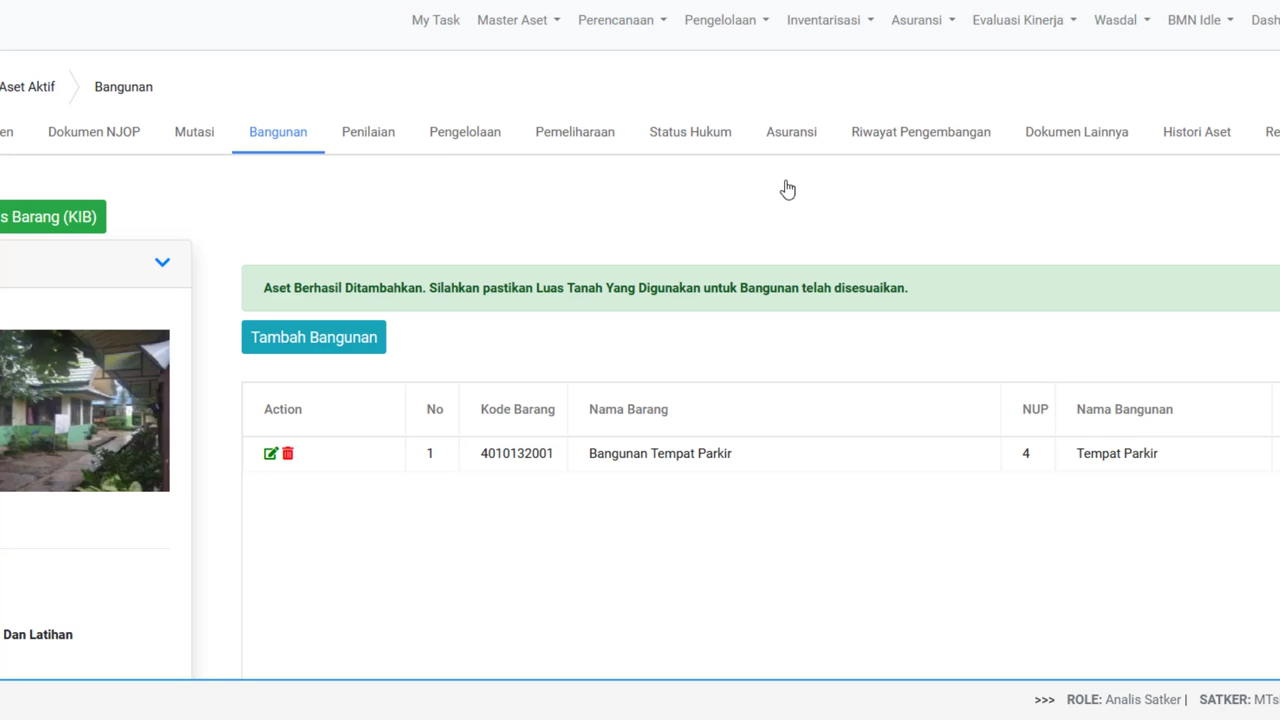 My Task Master Aset Perencanaan Pengelolaan Inventarisasi Asuransi Evaluasi Kinerja Wasdal BMN Idle Dash
Aset Aktif Bangunan
en Dokumen NJOP Mutasi Bangunan Penilaian Pengelolaan Pemeliharaan Status Hukum Asuransi Riwayat Pengembangan Dokumen Lainnya Histori Aset Re
s Barang (KIB)
Aset Berhasil Ditambahkan. Silahkan pastikan Luas Tanah Yang Digunakan untuk Bangunan telah disesuaikan.
Tambah Bangunan
Action No Kode Barang Nama Barang NUP Nama Bangunan
1 4010132001 Bangunan Tempat Parkir 4 Tempat Parkir
Dan Latihan
>>> ROLE: Analis Satker | SATKER: MTs